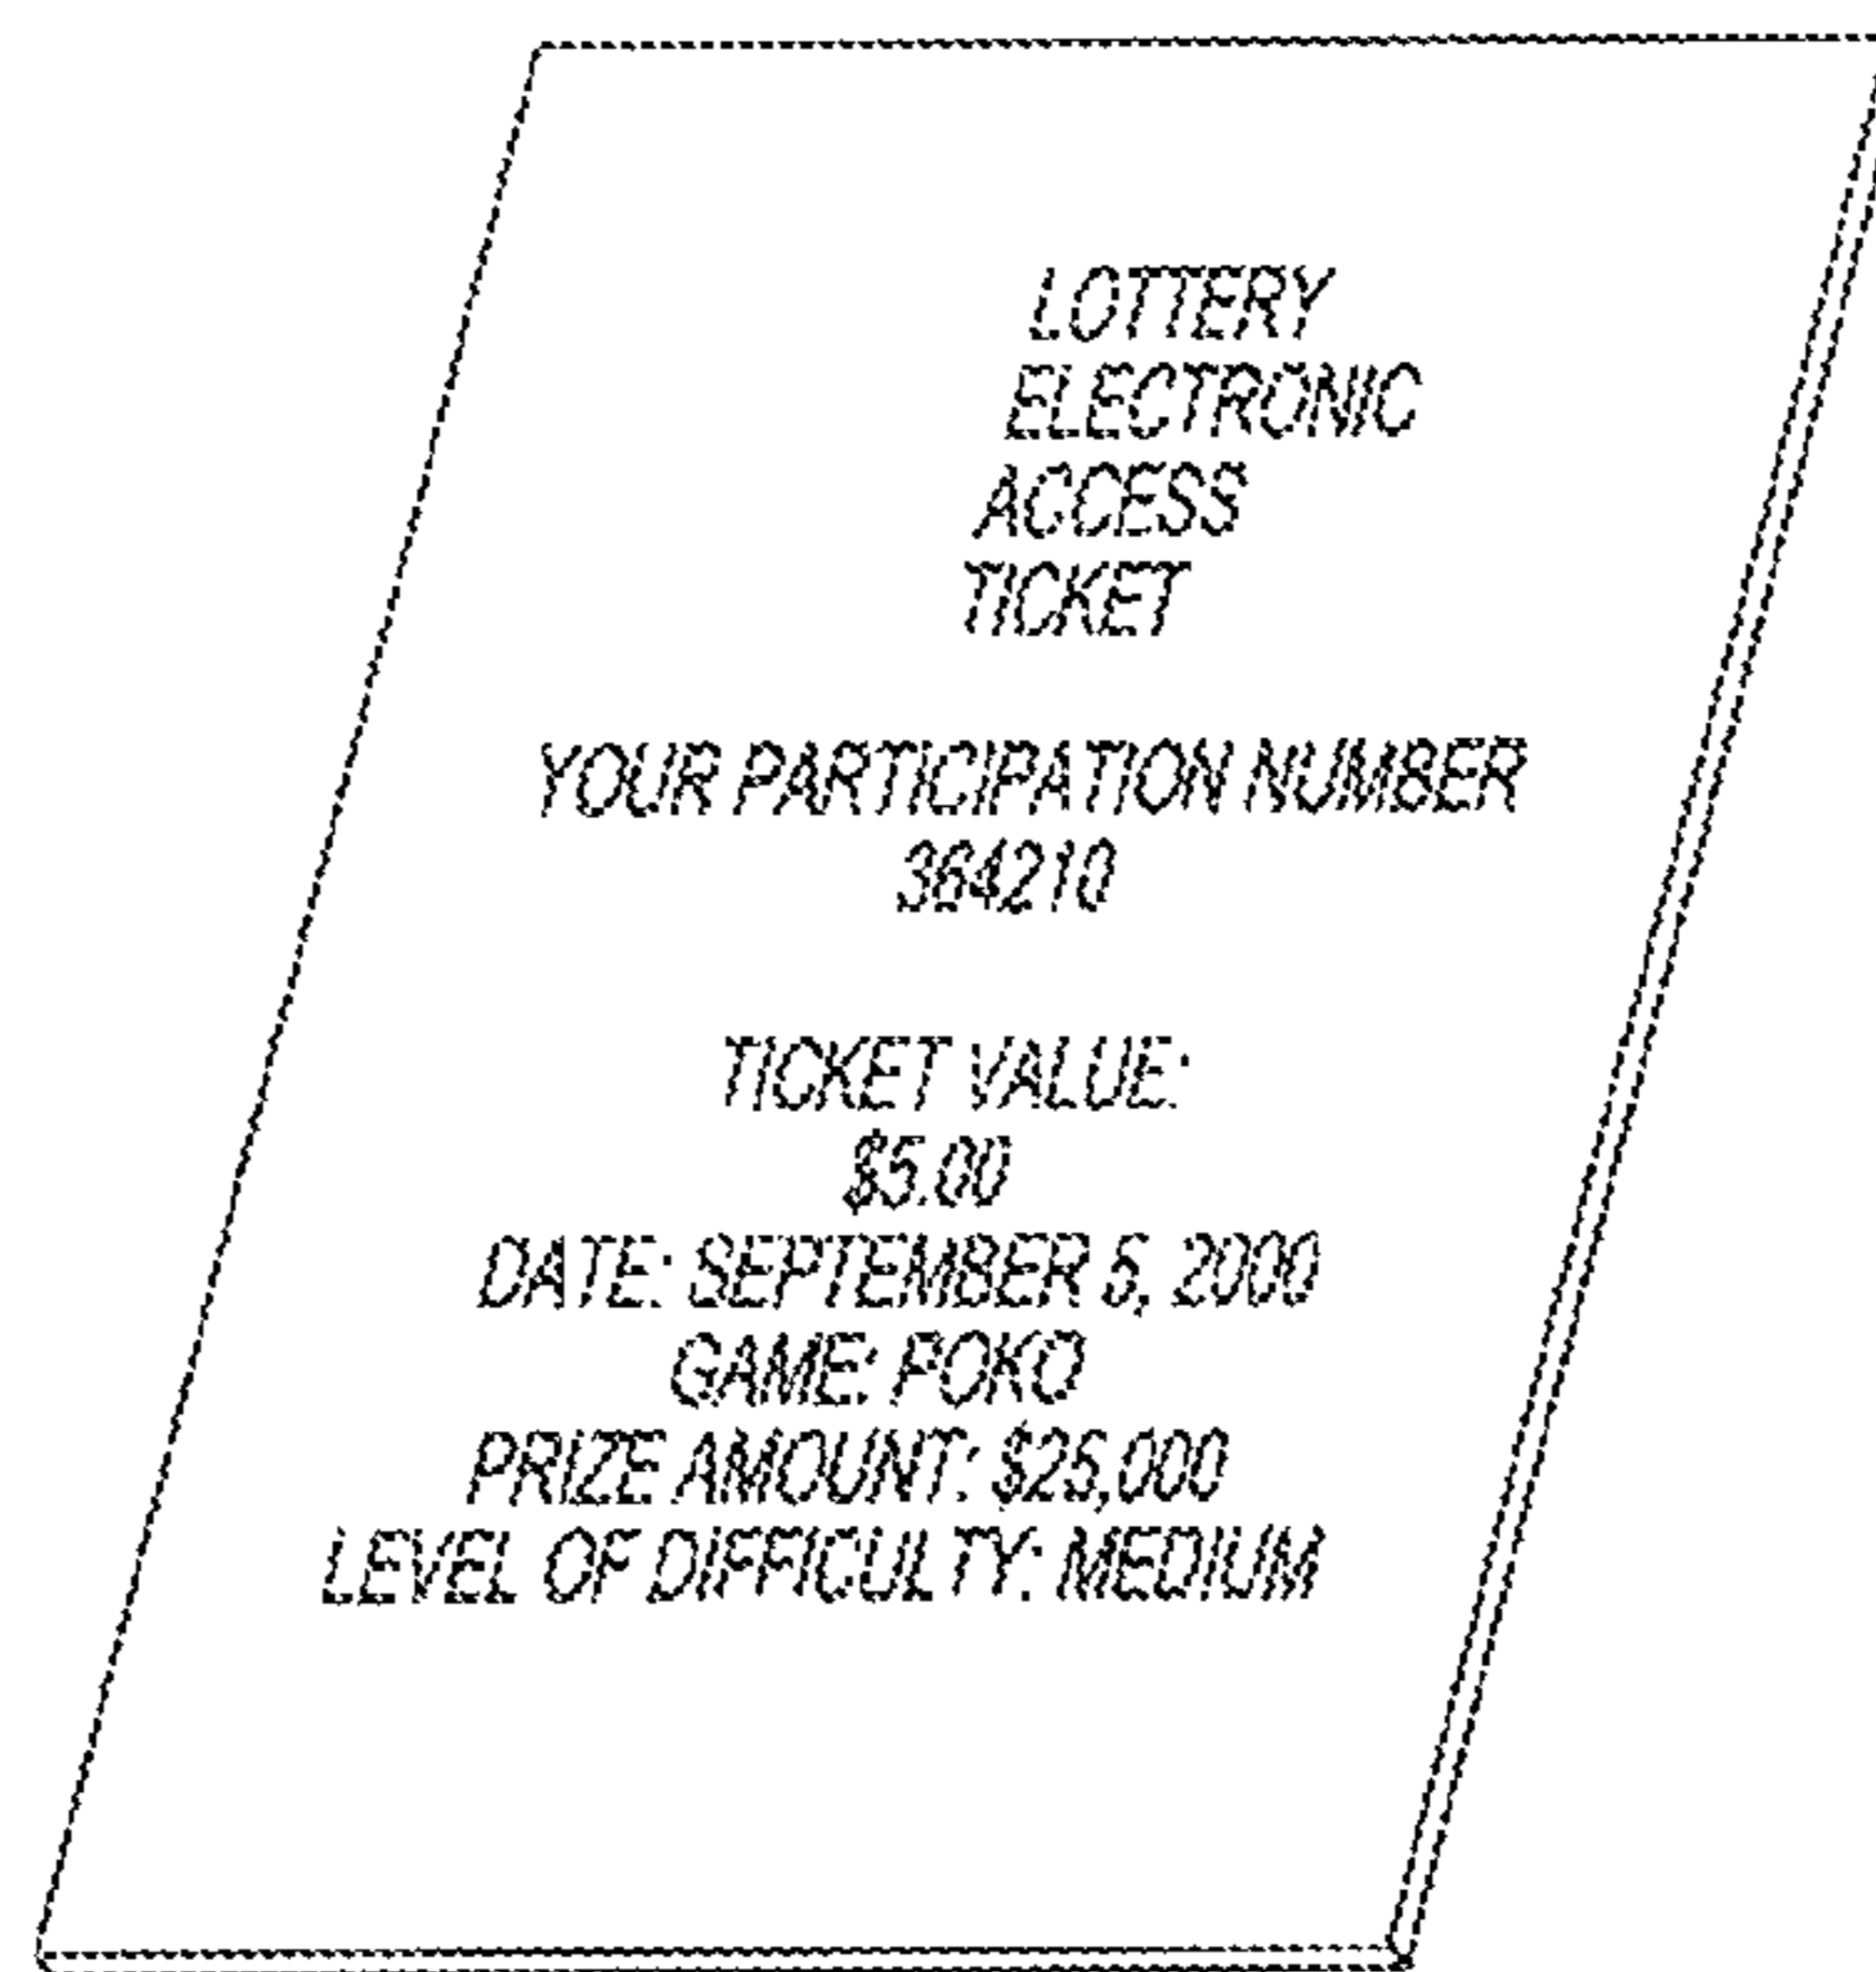 LOTTERY
ELECTRONIC
ACCESS
TICKET
YOUR PARTICIPATION NUMBER
364210
TICKET VALUE:
$5.00
DATE: SEPTEMBER 6, 2000
GAME: POKO
PRIZE AMOUNT: $25,000
LEVEL OF DIFFICULTY: MEDIUM